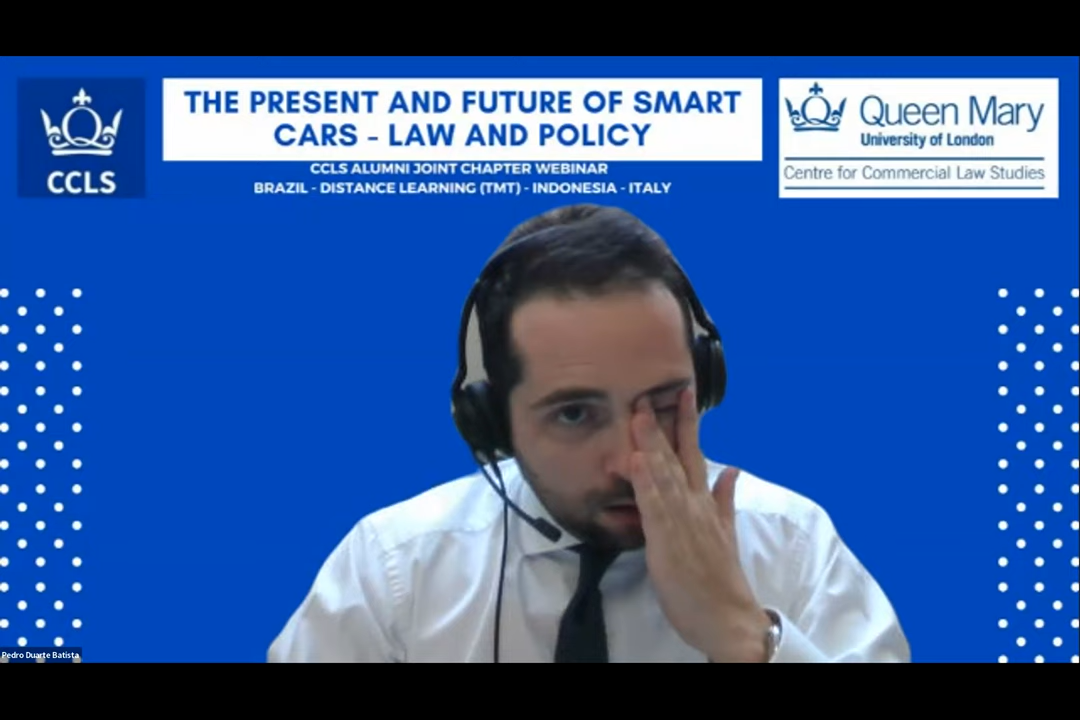 CCLS
THE PRESENT AND FUTURE OF SMART
CARS - LAW AND POLICY
CCLS ALUMNI JOINT CHAPTER WEBINAR
BRAZIL - DISTANCE LEARNING (TMT) - INDONESIA - ITALY
Queen Mary
University of London
Centre for Commercial Law Studies
Pedro Duarte Batista